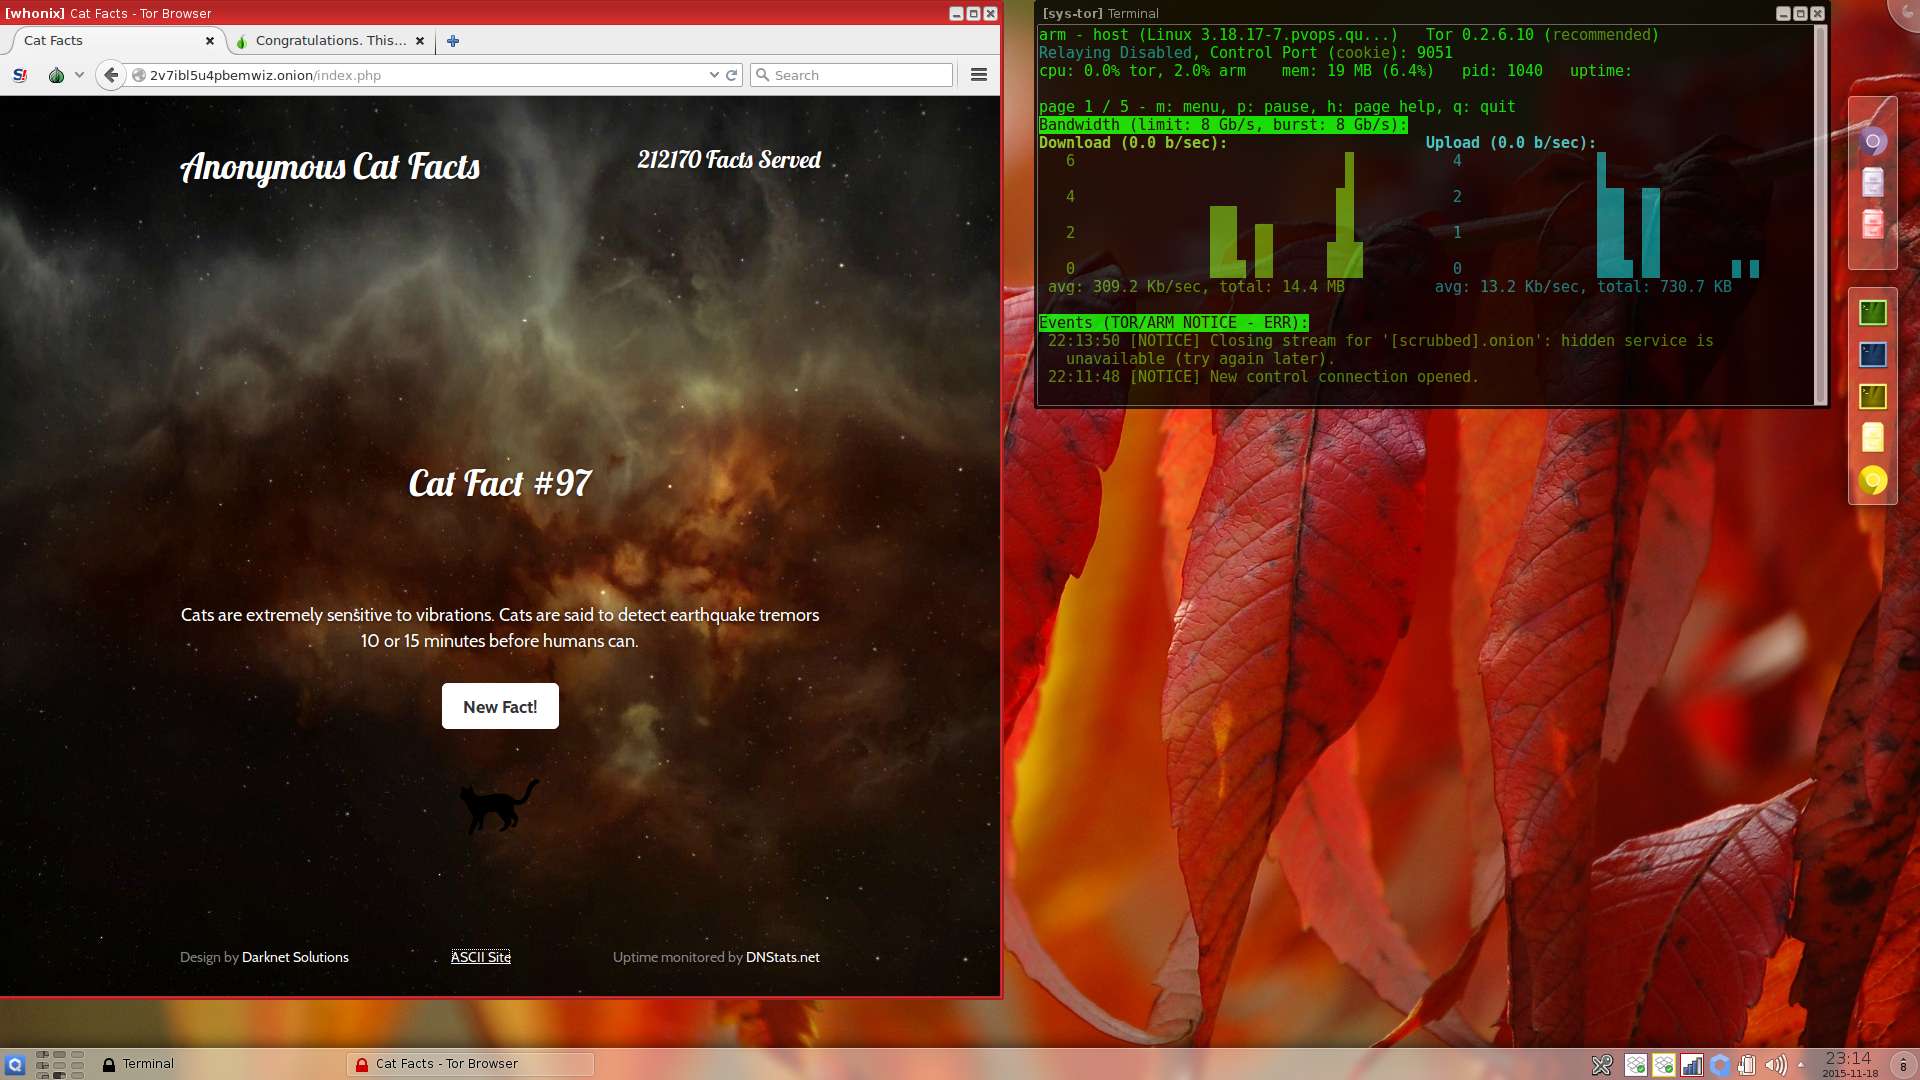 [whonix] Cat Facts - Tor Browser
Cat Facts
Congratulations. This...
2v7ibl5u4pbemwiz.onion/index.php
Search
Anonymous Cat Facts
212170 Facts Served
Cat Fact #97
Cats are extremely sensitive to vibrations. Cats are said to detect earthquake tremors
10 or 15 minutes before humans can.
New Fact!
Design by Darknet Solutions
ASCII Site
Uptime monitored by DNStats.net
[sys-tor] Terminal
arm - host (Linux 3.18.17-7.pvops.qu...) Tor 0.2.6.10 (recommended)
Relaying Disabled, Control Port (cookie): 9051
cpu: 0.0% tor, 2.0% arm mem: 19 MB (6.4%) pid: 1040 uptime:
page 1 / 5 - m: menu, p: pause, h: page help, q: quit
Bandwidth (limit: 8 Gb/s, burst: 8 Gb/s):
Download (0.0 b/sec): Upload (0.0 b/sec):
6 4
4 2
2 1
0 0
avg: 309.2 Kb/sec, total: 14.4 MB avg: 13.2 Kb/sec, total: 730.7 KB
Events (TOR/ARM NOTICE - ERR):
22:13:50 [NOTICE] Closing stream for '[scrubbed].onion': hidden service is
unavailable (try again later).
22:11:48 [NOTICE] New control connection opened.
Terminal
Cat Facts - Tor Browser
23:14
2015-11-18
8